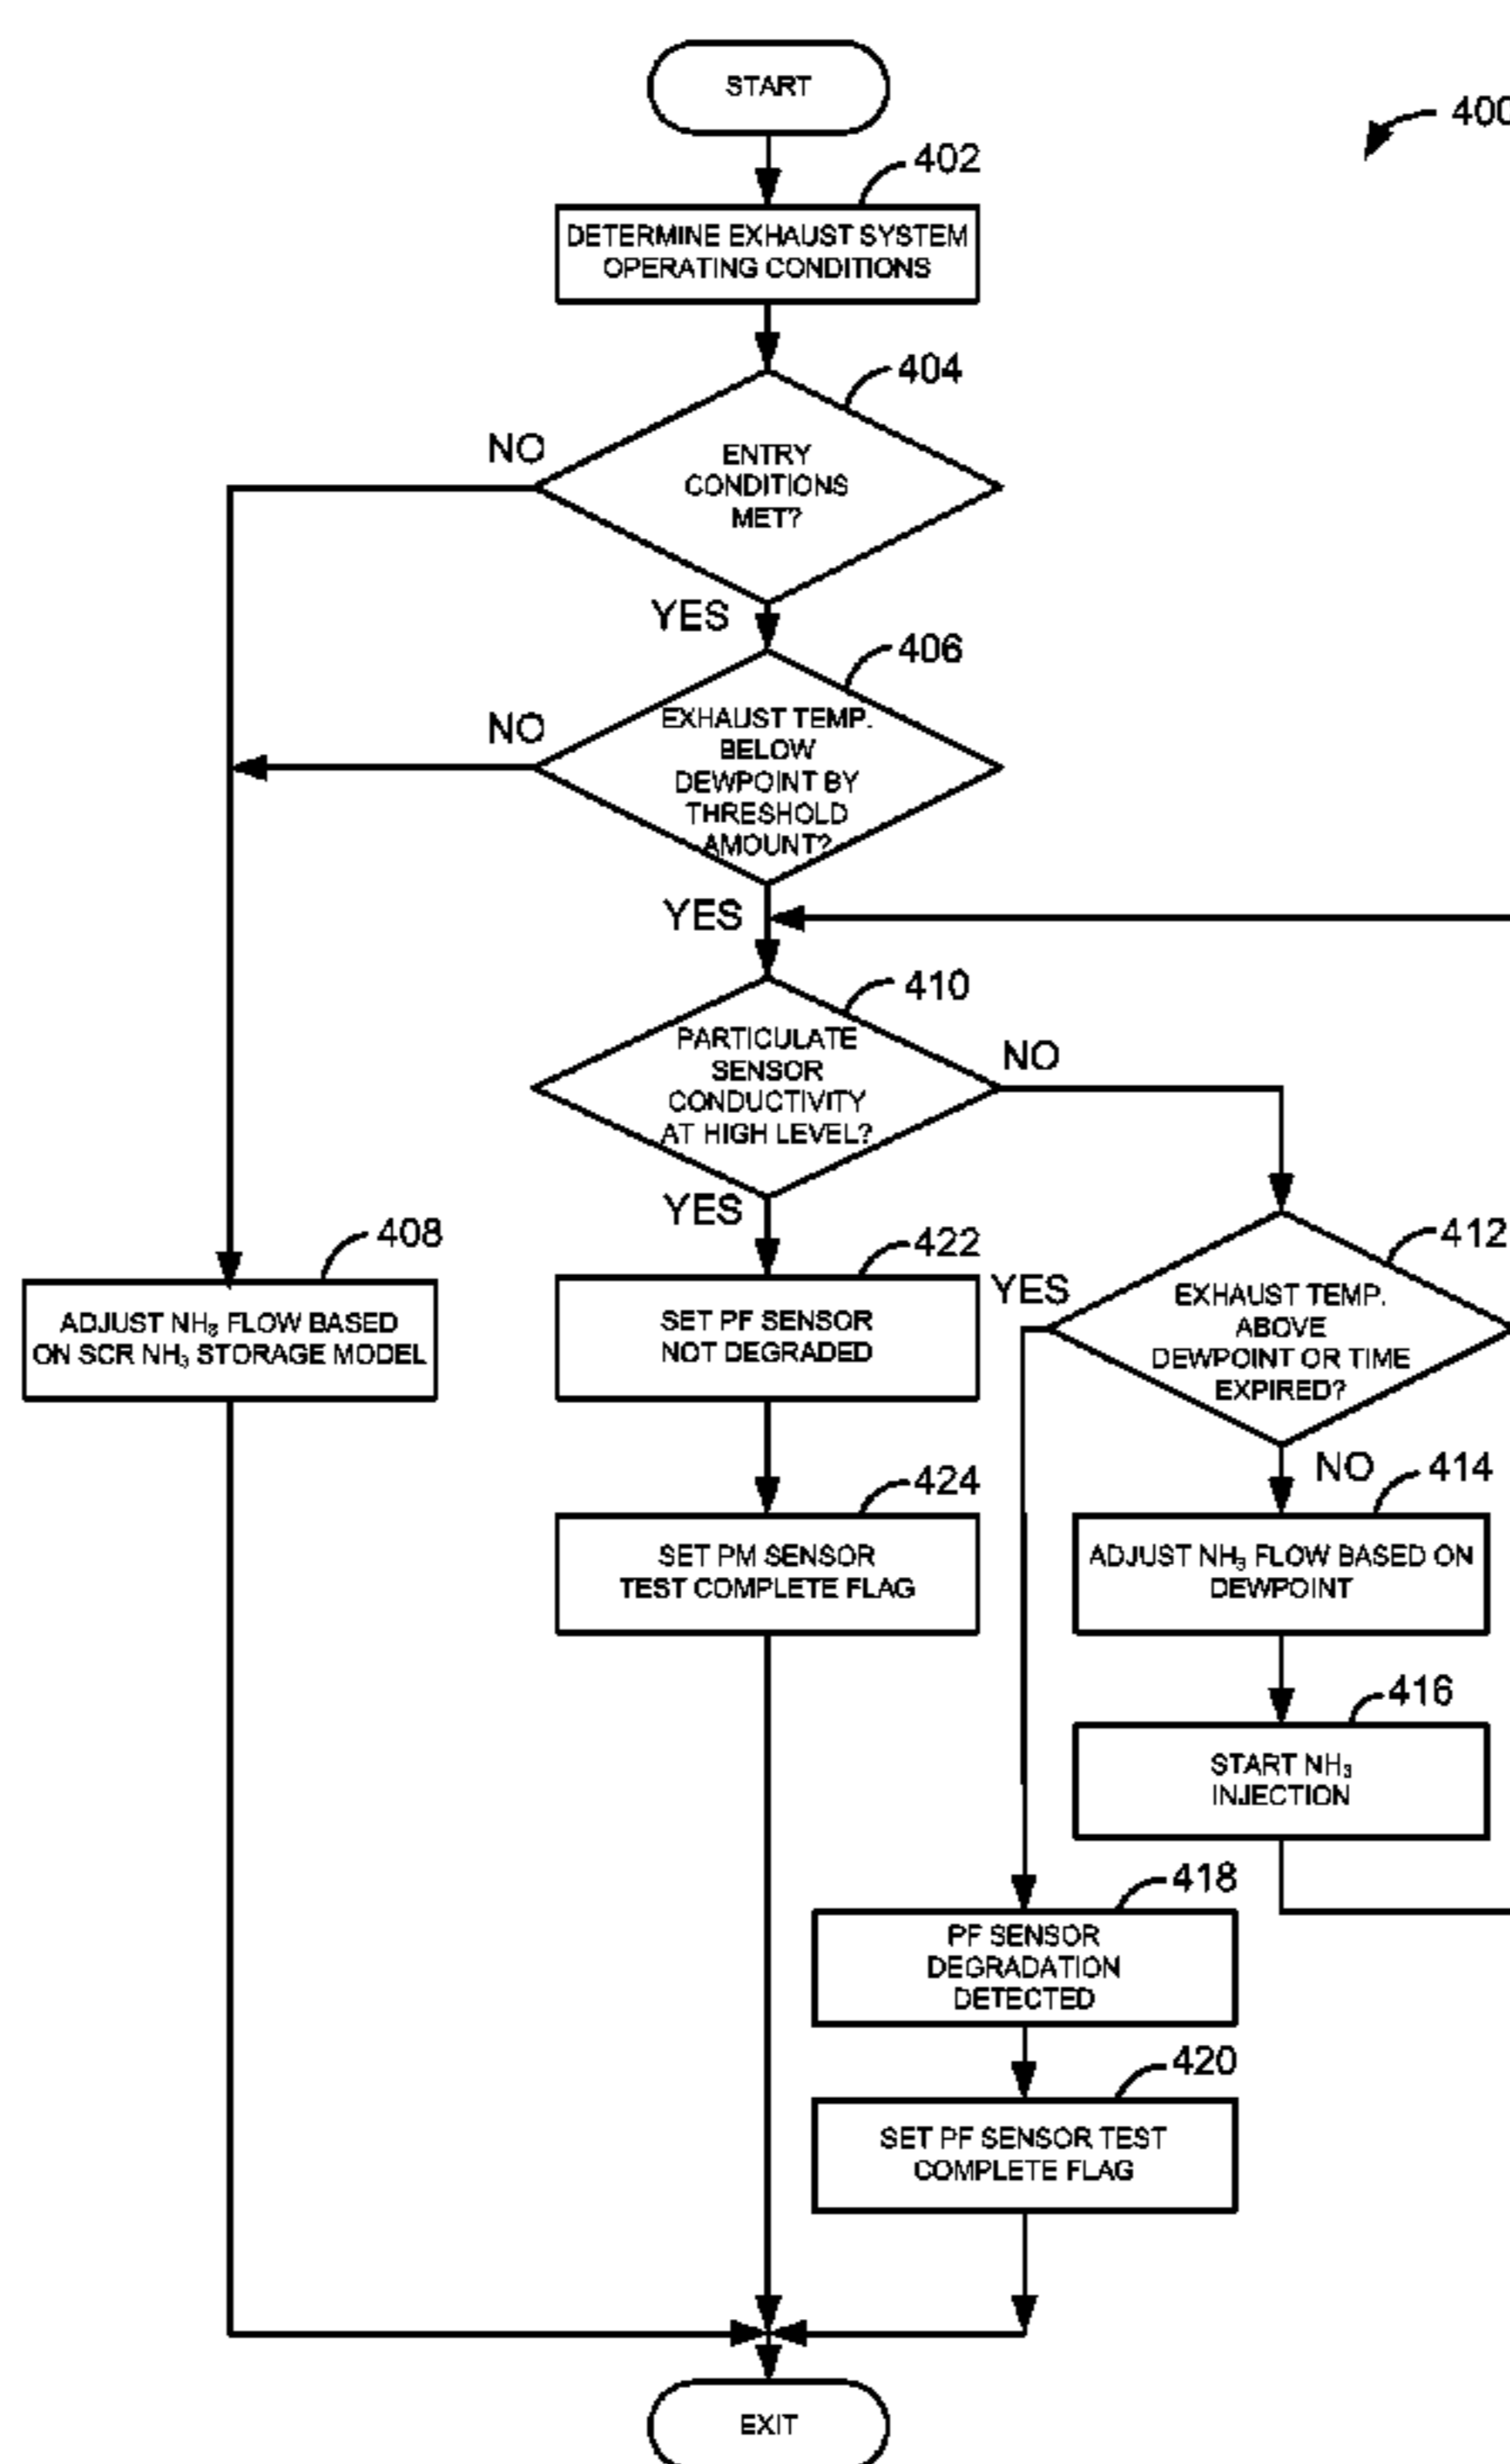 START
400
402
DETERMINE EXHAUST SYSTEM
OPERATING CONDITIONS
404
NO
ENTRY
CONDITIONS
MET?
YES
406
NO
EXHAUST TEMP.
BELOW
DEWPOINT BY
THRESHOLD
AMOUNT?
YES
410
PARTICULATE
SENSOR
CONDUCTIVITY
AT HIGH LEVEL?
NO
YES
408
ADJUST NH₃ FLOW BASED
ON SCR NH₃ STORAGE MODEL
422
SET PF SENSOR
NOT DEGRADED
412
YES
EXHAUST TEMP.
ABOVE
DEWPOINT OR TIME
EXPIRED?
NO
424
SET PM SENSOR
TEST COMPLETE FLAG
414
ADJUST NH₃ FLOW BASED ON
DEWPOINT
416
START NH₃
INJECTION
418
PF SENSOR
DEGRADATION
DETECTED
420
SET PF SENSOR TEST
COMPLETE FLAG
EXIT